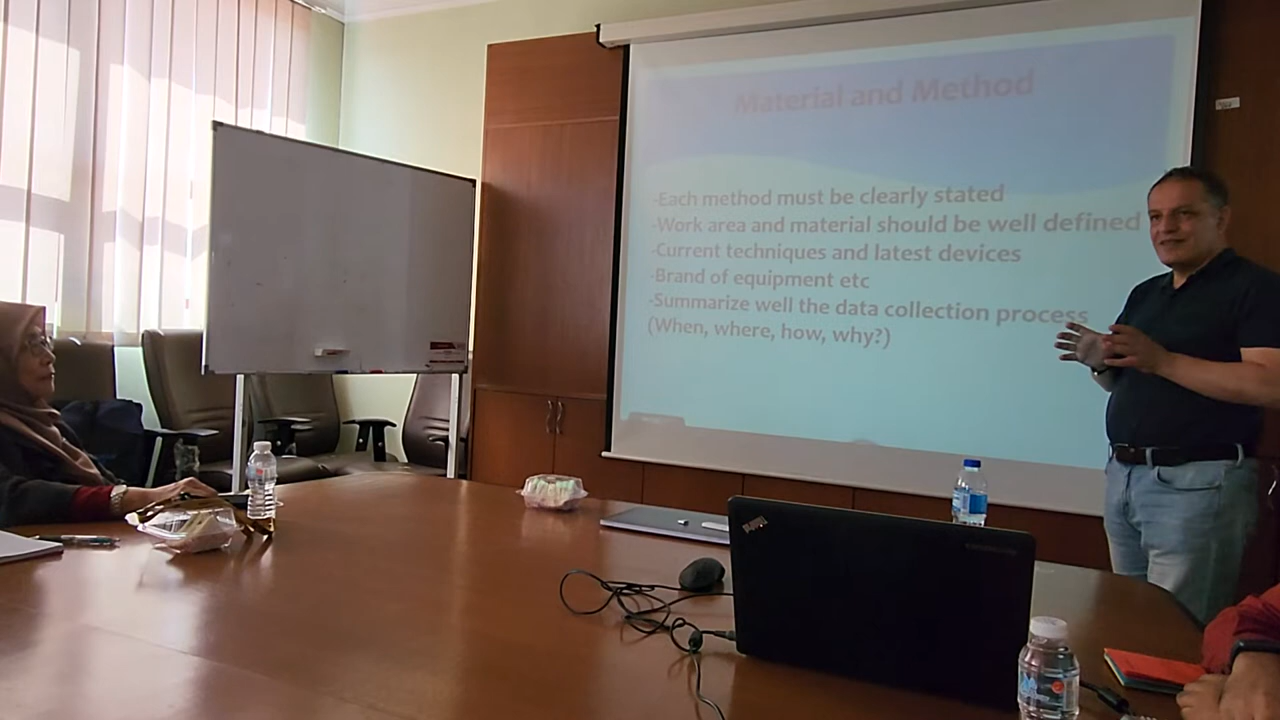 Material and Method
-Each method must be clearly stated
-Work area and material should be well defined
-Current techniques and latest devices
-Brand of equipment etc
-Summarize well the data collection process
(When, where, how, why?)